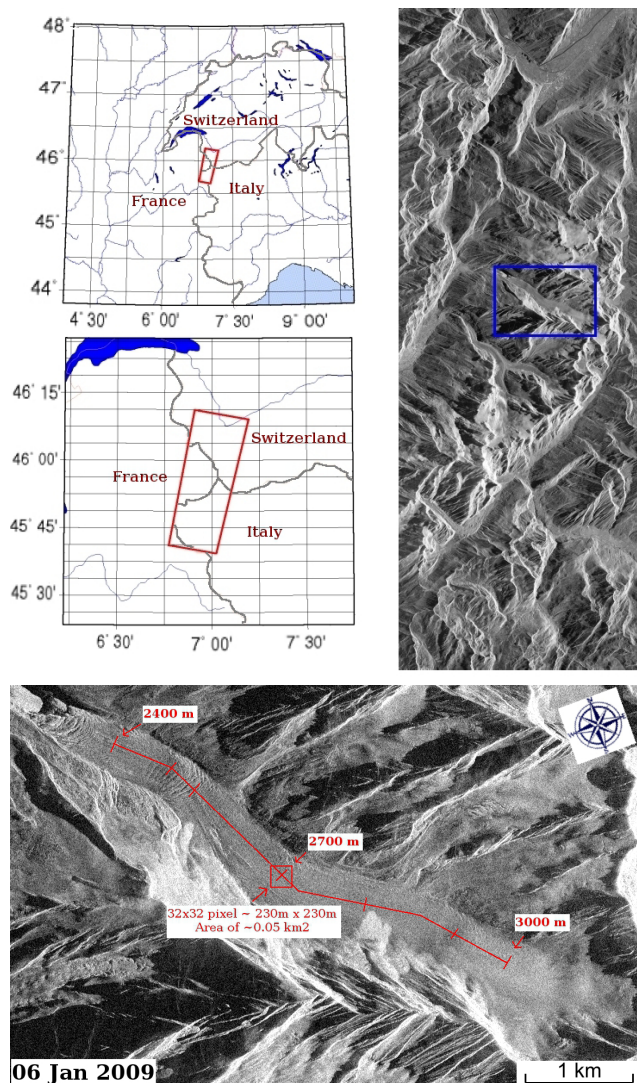 48°
47°
46°
45°
44°
Switzerland
Italy
France
4°30' 6°00' 7°30' 9°00'
46°15'
46°00'
45°45'
45°30'
Switzerland
France
Italy
6°30' 7°00' 7°30'
2400 m
2700 m
32x32 pixel ~ 230m x 230m
Area of ~0.05 km2
3000 m
06 Jan 2009
1 km